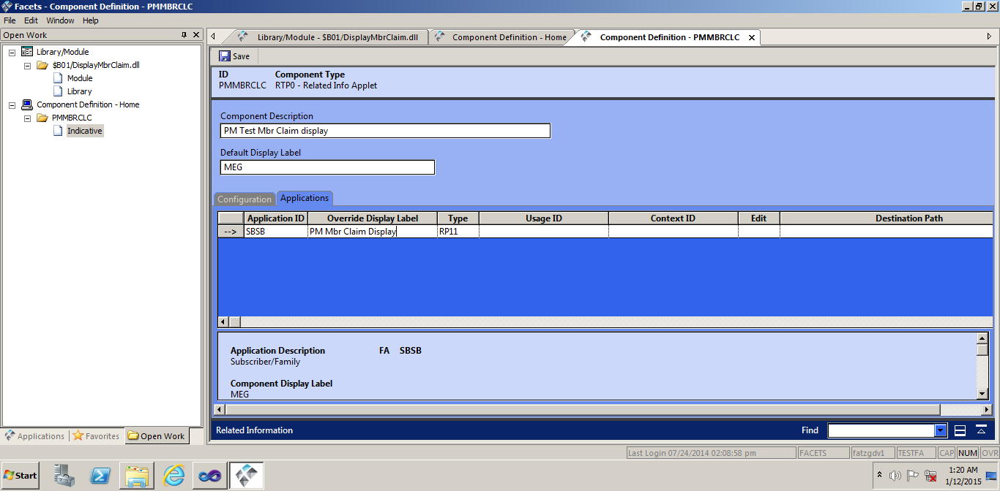 Facets - Component Definition - PMMBRCLC
File Edit Window Help
Open Work
Library/Module
$B01/DisplayMbrClaim.dll
Module
Library
Component Definition - Home
PMMBRCLC
Indicative
Applications Favorites Open Work
Library/Module - $B01/DisplayMbrClaim.dll Component Definition - Home Component Definition - PMMBRCLC
Save
ID Component Type
PMMBRCLC RTP0 - Related Info Applet
Component Description
PM Test Mbr Claim display
Default Display Label
MEG
Configuration Applications
Application ID Override Display Label Type Usage ID Context ID Edit Destination Path
--> SBSB PM Mbr Claim Display RP11
Application Description FA SBSB
Subscriber/Family
Component Display Label
MEG
Related Information Find
Last Login 07/24/2014 02:08:58 pm FACETS fatzgdv1 TESTFA CAP NUM OVR
Start 1:20 AM
1/12/2015